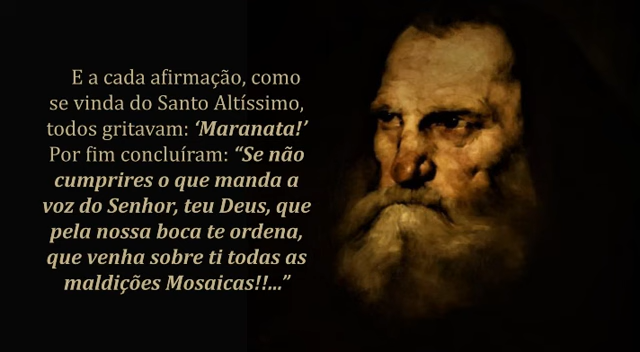 E a cada afirmação, como
se vinda do Santo Altíssimo,
todos gritavam: ‘Maranata!’
Por fim concluíram: “Se não
cumprires o que manda a
voz do Senhor, teu Deus, que
pela nossa boca te ordena,
que venha sobre ti todas as
maldições Mosaicas!!...”